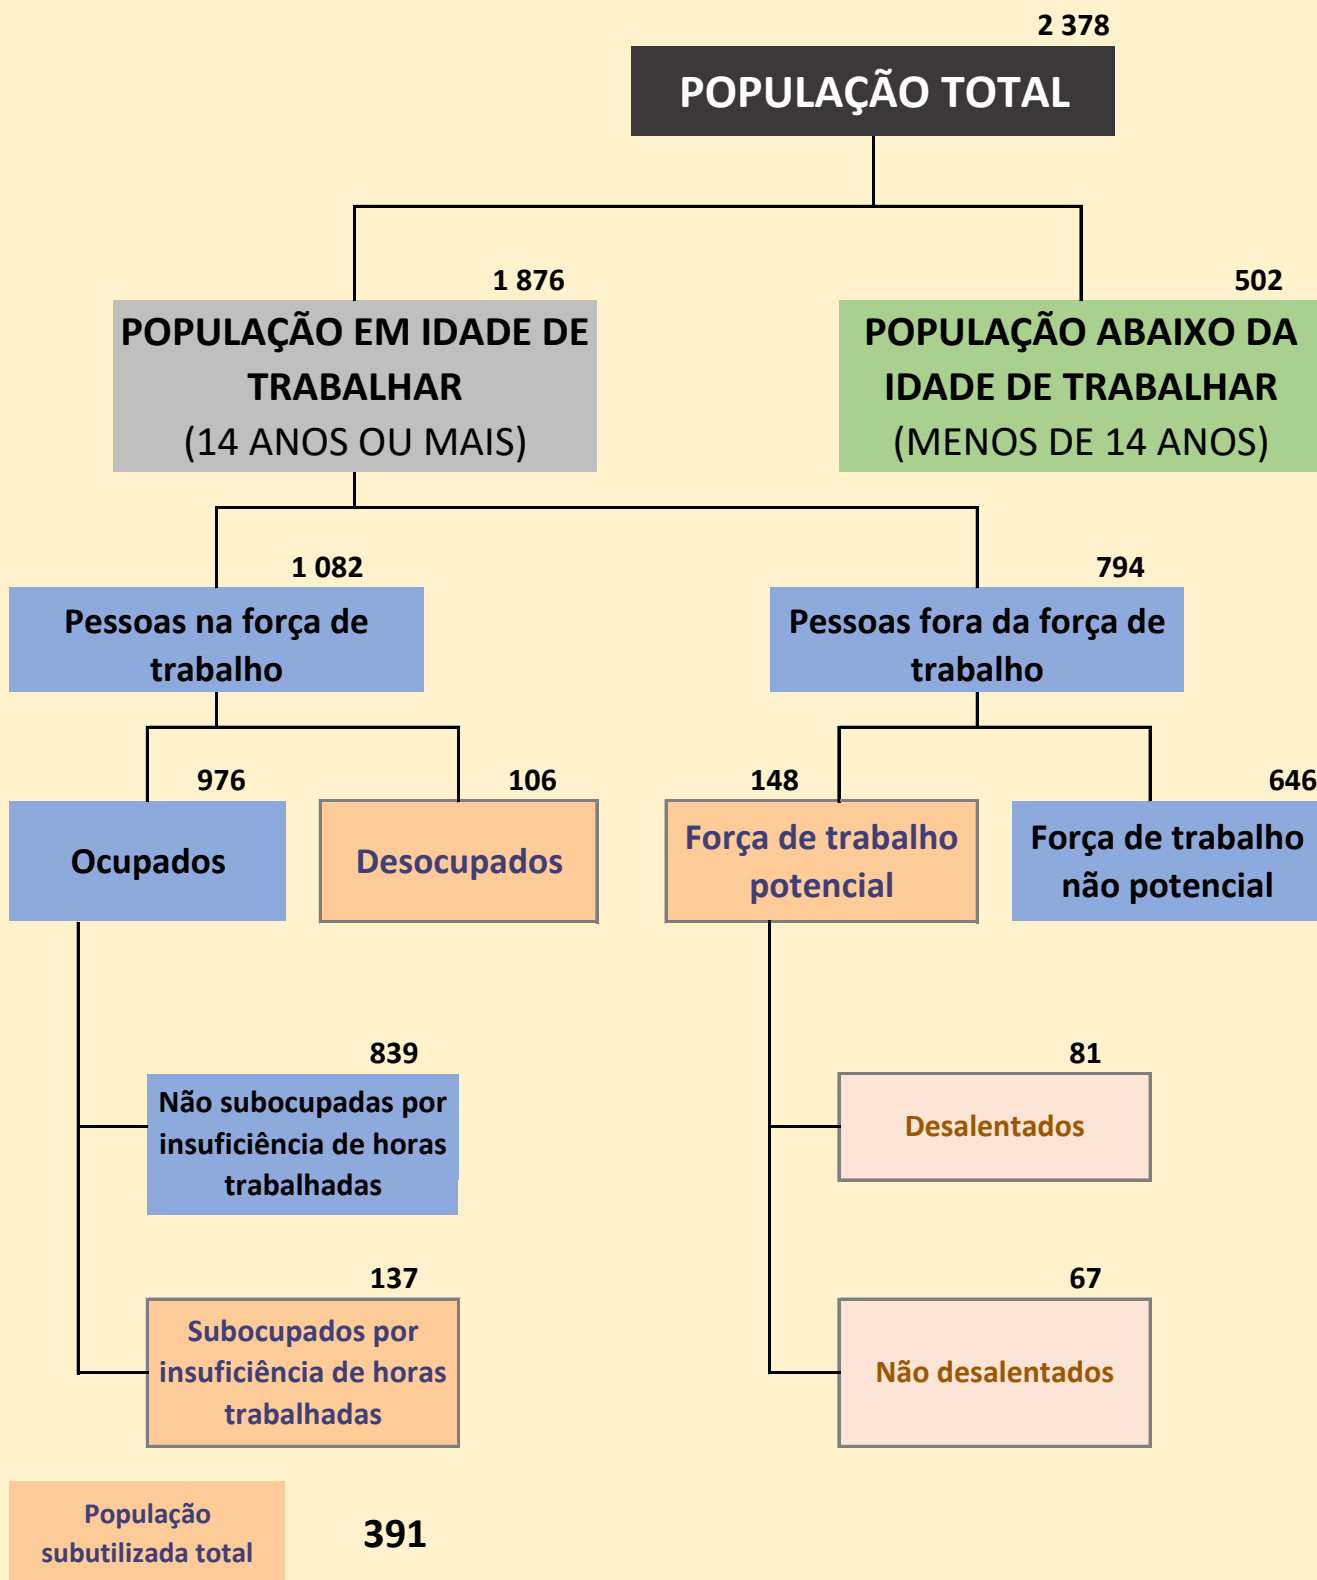 2 378
POPULAÇÃO TOTAL
1 876
POPULAÇÃO EM IDADE DE
TRABALHAR
(14 ANOS OU MAIS)
502
POPULAÇÃO ABAIXO DA
IDADE DE TRABALHAR
(MENOS DE 14 ANOS)
1 082
Pessoas na força de
trabalho
794
Pessoas fora da força de
trabalho
976
Ocupados
106
Desocupados
148
Força de trabalho
potencial
646
Força de trabalho
não potencial
839
Não subocupadas por
insuficiência de horas
trabalhadas
81
Desalentados
137
Subocupados por
insuficiência de horas
trabalhadas
67
Não desalentados
População
subutilizada total
391